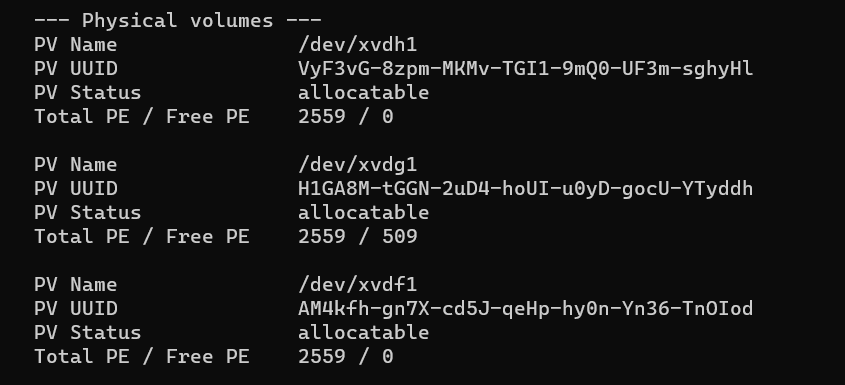 --- Physical volumes ---
PV Name               /dev/xvdh1
PV UUID               VyF3vG-8zpm-MKMv-TGI1-9mQ0-UF3m-sghyHl
PV Status             allocatable
Total PE / Free PE    2559 / 0

PV Name               /dev/xvdg1
PV UUID               H1GA8M-tGGN-2uD4-hoUI-u0yD-gocU-YTyddh
PV Status             allocatable
Total PE / Free PE    2559 / 509

PV Name               /dev/xvdf1
PV UUID               AM4kfh-gn7X-cd5J-qeHp-hy0n-Yn36-TnOIod
PV Status             allocatable
Total PE / Free PE    2559 / 0